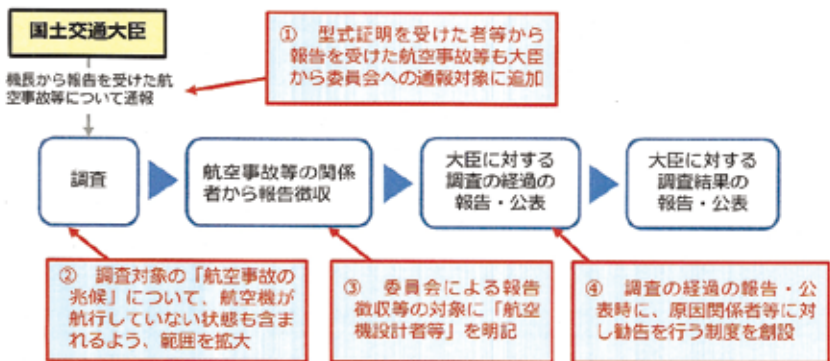 国土交通大臣
機長から報告を受けた航
空事故等について通報
① 型式証明を受けた者等から
報告を受けた航空事故等も大臣
から委員会への通報対象に追加
調査
航空事故等の関係
者から報告徴収
大臣に対する
調査の経過の
報告・公表
大臣に対する
調査結果の
報告・公表
② 調査対象の「航空事故の
兆候」について、航空機が
航行していない状態も含ま
れるよう、範囲を拡大
③ 委員会による報告
徴収等の対象に「航空
機設計者等」を明記
④ 調査の経過の報告・公
表時に、原因関係者等に対
し勧告を行う制度を創設